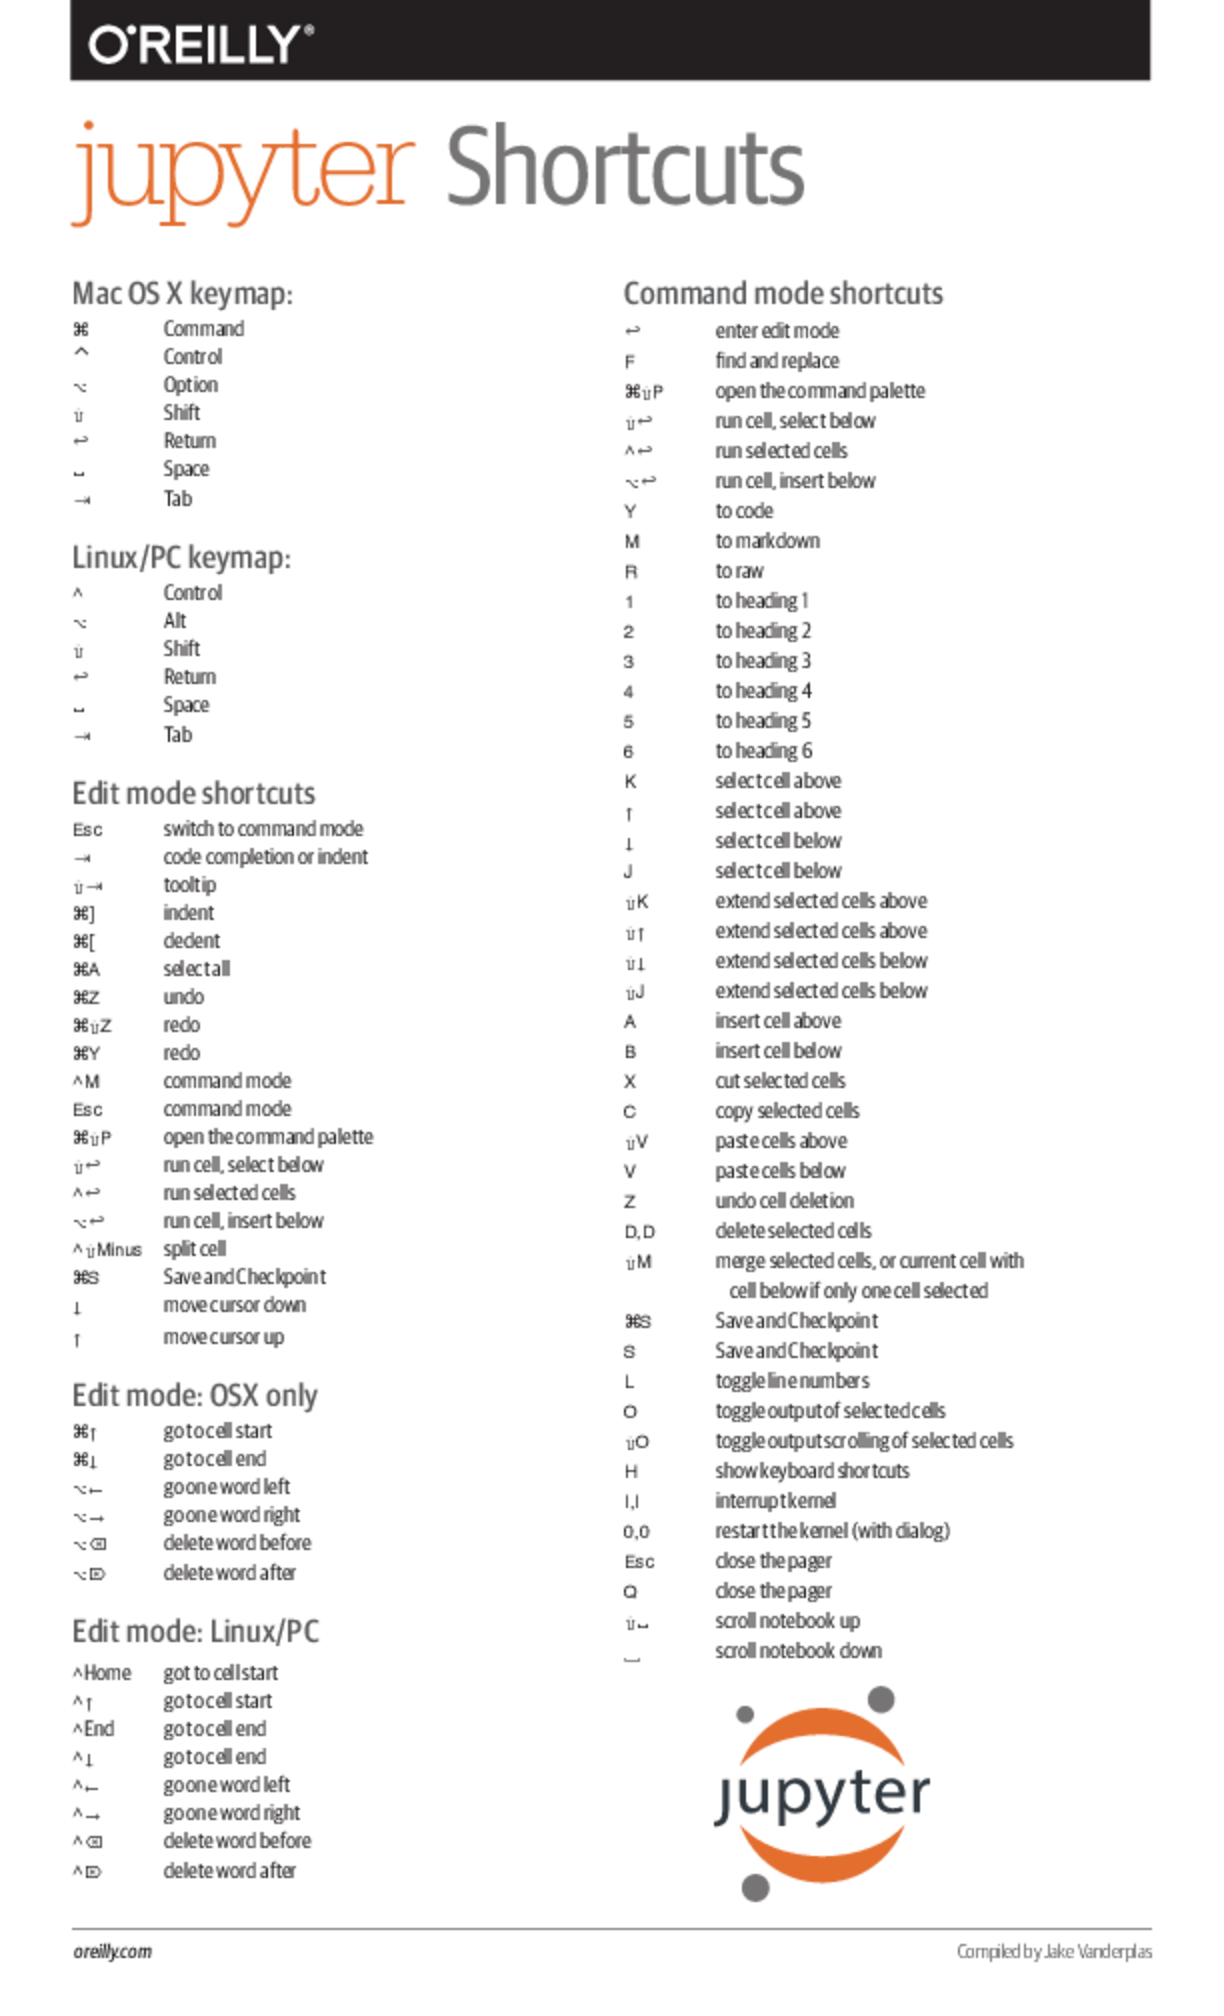 O'REILLY®
jupyter Shortcuts
Mac OS X keymap:
⌘ Command
^ Control
⌥ Option
⇧ Shift
↩ Return
␣ Space
⇥ Tab
Linux/PC keymap:
^ Control
⌥ Alt
⇧ Shift
↩ Return
␣ Space
⇥ Tab
Edit mode shortcuts
Esc switch to command mode
⇥ code completion or indent
⇧⇥ tooltip
⌘] indent
⌘[ dedent
⌘A select all
⌘Z undo
⌘⇧Z redo
⌘Y redo
^M command mode
Esc command mode
⌘⇧P open the command palette
⇧↩ run cell, select below
^↩ run selected cells
⌥↩ run cell, insert below
^⇧Minus split cell
⌘S Save and Checkpoint
↓ move cursor down
↑ move cursor up
Edit mode: OSX only
⌘↑ go to cell start
⌘↓ go to cell end
⌥← go one word left
⌥→ go one word right
⌥⌫ delete word before
⌥⌦ delete word after
Edit mode: Linux/PC
^Home got to cell start
^↑ go to cell start
^End go to cell end
^↓ go to cell end
^← go one word left
^→ go one word right
^⌫ delete word before
^⌦ delete word after
Command mode shortcuts
↩ enter edit mode
F find and replace
⌘⇧P open the command palette
⇧↩ run cell, select below
^↩ run selected cells
⌥↩ run cell, insert below
Y to code
M to markdown
R to raw
1 to heading 1
2 to heading 2
3 to heading 3
4 to heading 4
5 to heading 5
6 to heading 6
K select cell above
↑ select cell above
↓ select cell below
J select cell below
⇧K extend selected cells above
⇧↑ extend selected cells above
⇧↓ extend selected cells below
⇧J extend selected cells below
A insert cell above
B insert cell below
X cut selected cells
C copy selected cells
⇧V paste cells above
V paste cells below
Z undo cell deletion
D,D delete selected cells
⇧M merge selected cells, or current cell with
cell below if only one cell selected
⌘S Save and Checkpoint
S Save and Checkpoint
L toggle line numbers
O toggle output of selected cells
⇧O toggle output scrolling of selected cells
H show keyboard shortcuts
I,I interrupt kernel
0,0 restart the kernel (with dialog)
Esc close the pager
Q close the pager
⇧␣ scroll notebook up
␣ scroll notebook down
jupyter
oreilly.com
Compiled by Jake Vanderplas